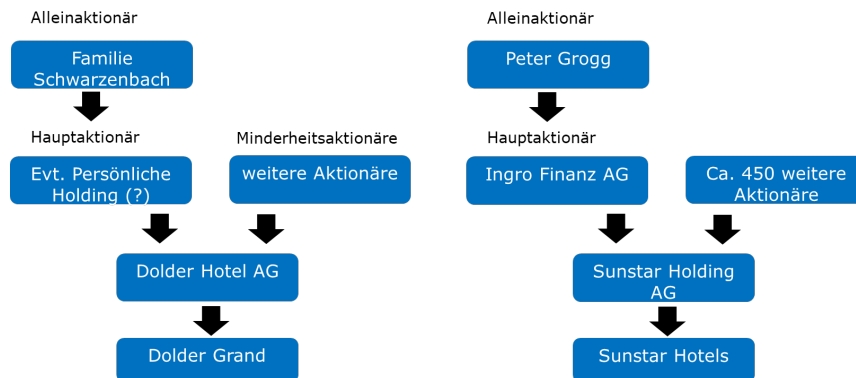 Alleinaktionär
Familie
Schwarzenbach
Hauptaktionär
Minderheitsaktionäre
Evt. Persönliche
Holding (?)
weitere Aktionäre
Dolder Hotel AG
Dolder Grand
Alleinaktionär
Peter Grogg
Hauptaktionär
Ingro Finanz AG
Ca. 450 weitere
Aktionäre
Sunstar Holding
AG
Sunstar Hotels